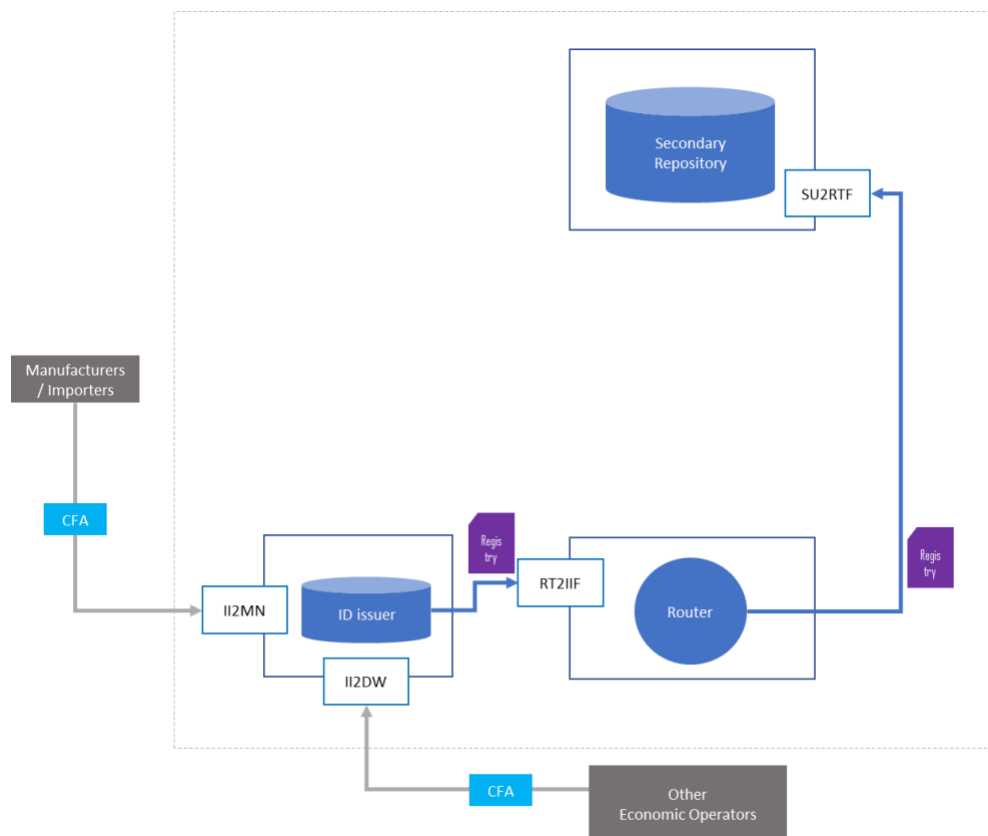 Secondary
Repository
SU2RTF
Manufacturers
/ Importers
CFA
Regis
try
Regis
try
RT2IIF
II2MN
ID issuer
Router
II2DW
CFA
Other
Economic Operators